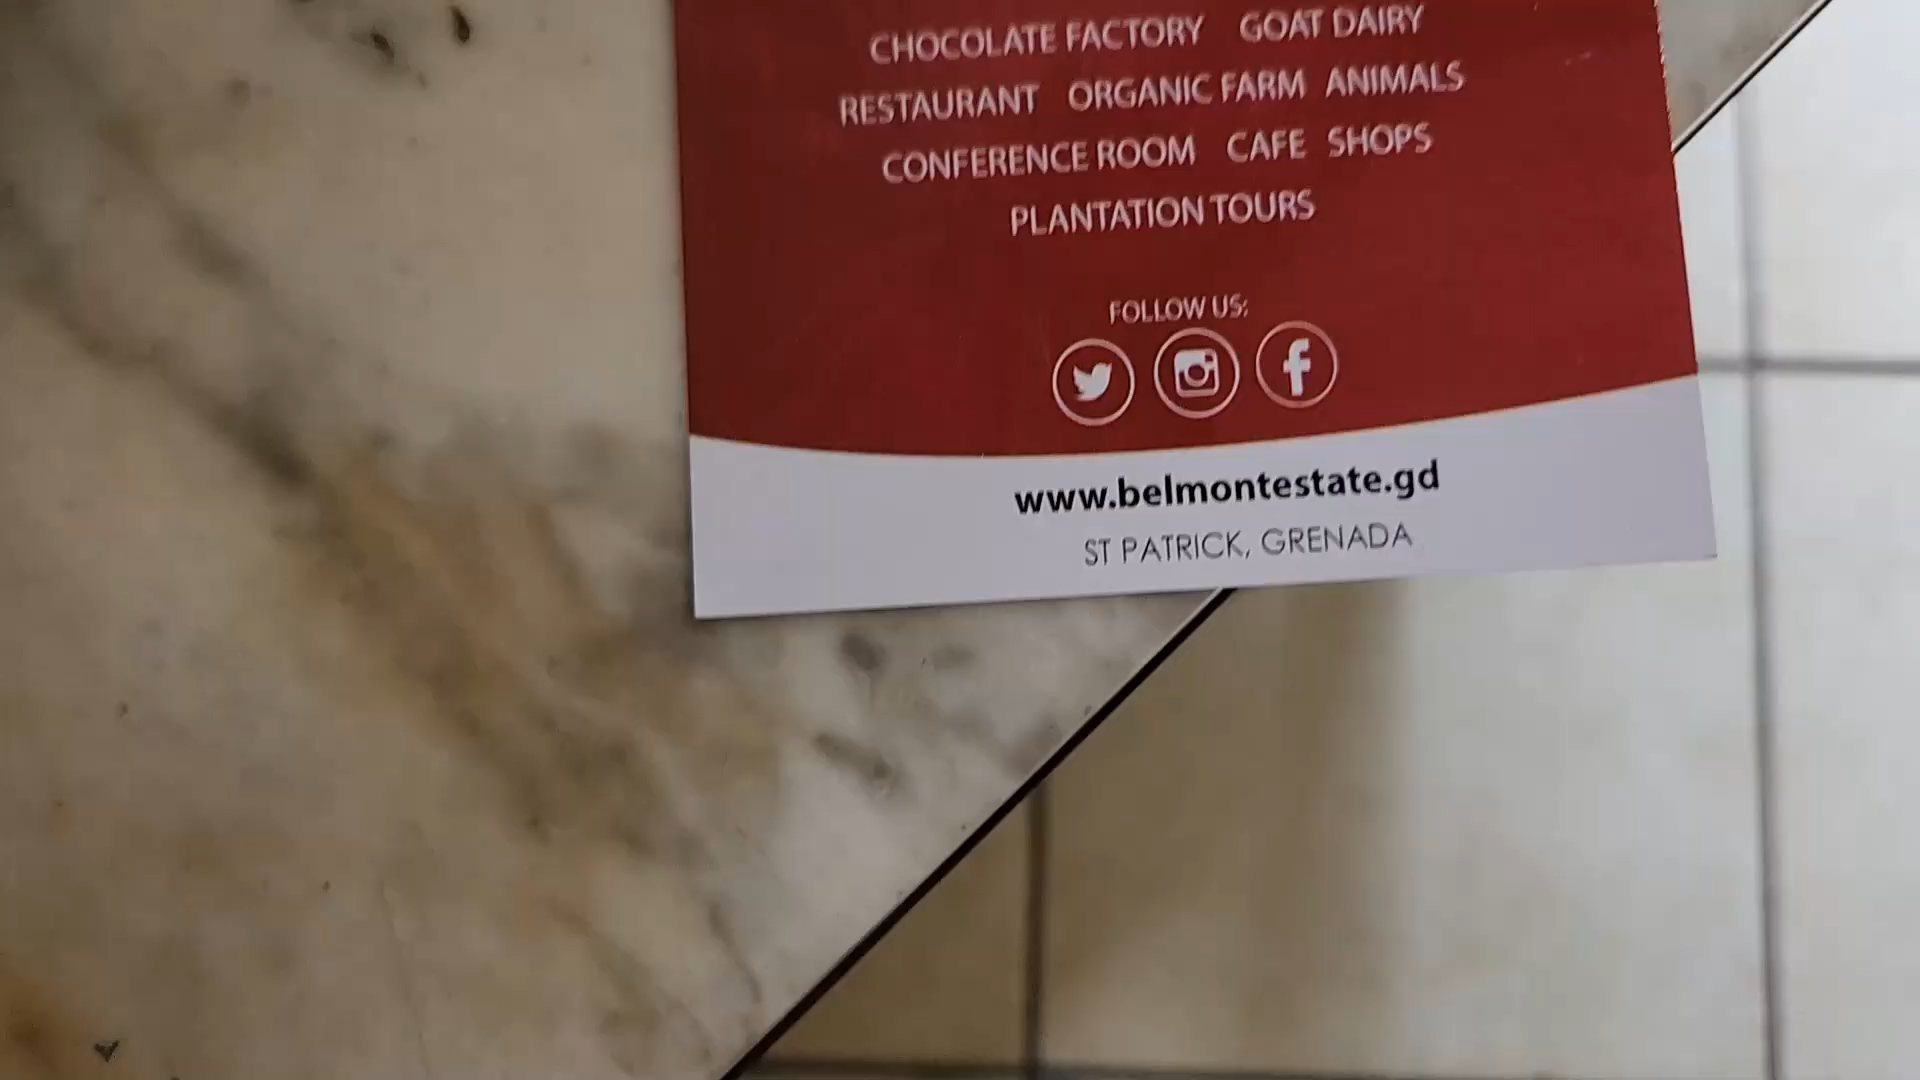 CHOCOLATE FACTORY GOAT DAIRY
RESTAURANT ORGANIC FARM ANIMALS
CONFERENCE ROOM CAFE SHOPS
PLANTATION TOURS
FOLLOW US:
www.belmontestate.gd
ST PATRICK, GRENADA